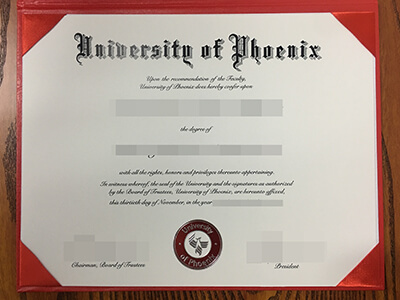 University of Phoenix
Upon the recommendation of the Faculty,
University of Phoenix does hereby confer upon
the degree of
with all the rights, honors and privileges thereunto appertaining.
In witness whereof, the seal of the University and the signatures as authorized
by the Board of Trustees, University of Phoenix, are hereunto affixed,
this thirtieth day of November, in the year
University
of Phoenix
Chairman, Board of Trustees
President